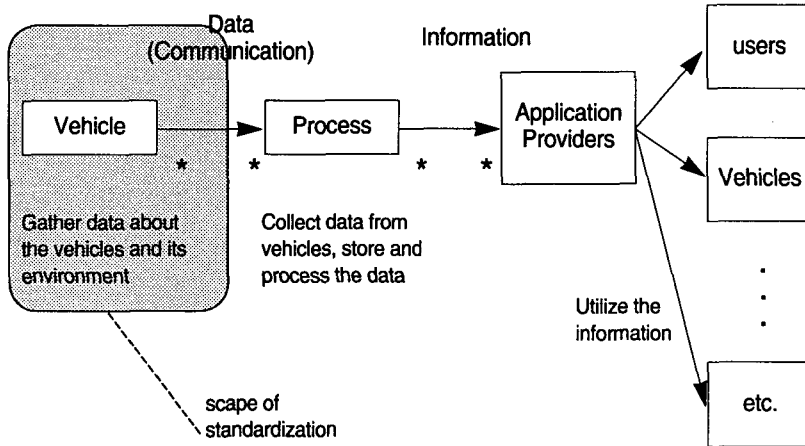 Data
(Communication)
Information
users
Vehicle
Process
Application
Providers
Vehicles
* * * *
Gather data about
the vehicles and its
environment
Collect data from
vehicles, store and
process the data
Utilize the
information
etc.
scape of
standardization